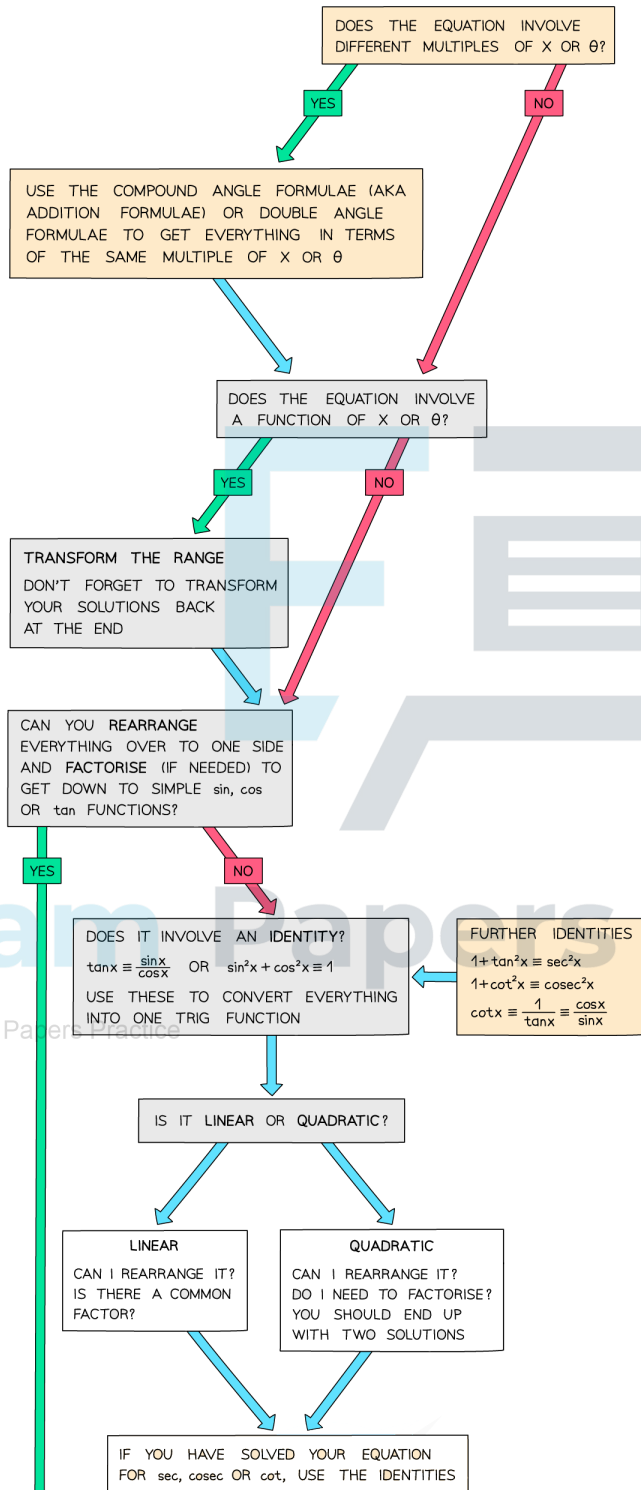 DOES THE EQUATION INVOLVE
DIFFERENT MULTIPLES OF X OR θ?
YES
NO
USE THE COMPOUND ANGLE FORMULAE (AKA
ADDITION FORMULAE) OR DOUBLE ANGLE
FORMULAE TO GET EVERYTHING IN TERMS
OF THE SAME MULTIPLE OF X OR θ
DOES THE EQUATION INVOLVE
A FUNCTION OF X OR θ?
YES
NO
TRANSFORM THE RANGE
DON'T FORGET TO TRANSFORM
YOUR SOLUTIONS BACK
AT THE END
CAN YOU REARRANGE
EVERYTHING OVER TO ONE SIDE
AND FACTORISE (IF NEEDED) TO
GET DOWN TO SIMPLE sin, cos
OR tan FUNCTIONS?
YES
NO
DOES IT INVOLVE AN IDENTITY?
tanx ≡ sinx/cosx OR sin²x + cos²x ≡ 1
USE THESE TO CONVERT EVERYTHING
INTO ONE TRIG FUNCTION
FURTHER IDENTITIES
1+tan²x ≡ sec²x
1+cot²x ≡ cosec²x
cotx ≡ 1/tanx ≡ cosx/sinx
am Papers
Papers Practice
IS IT LINEAR OR QUADRATIC?
LINEAR
CAN I REARRANGE IT?
IS THERE A COMMON
FACTOR?
QUADRATIC
CAN I REARRANGE IT?
DO I NEED TO FACTORISE?
YOU SHOULD END UP
WITH TWO SOLUTIONS
IF YOU HAVE SOLVED YOUR EQUATION
FOR sec, cosec OR cot, USE THE IDENTITIES